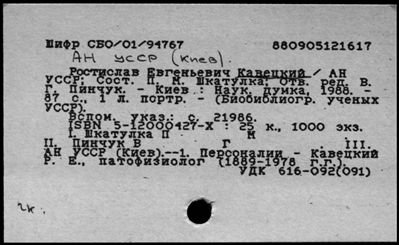 Шифр СБО/01/94767 880905121617
АН УССР (Киев).
Ростислав Евгеньевич Кавецкий / АН
УССР; Сост. П. М. Шкатулка; Отв. ред. В.
Г. Пинчук. - Киев : Наук. думка, 1988. -
87 с., 1 л. портр. - (Биобиблиогр. ученых
УССР).
Вспом. указ.: с. 21986.
ISBN 5-12000427-X : 25 к., 1000 экз.
I. Шкатулка П М
II. Пинчук В Г . III.
АН УССР (Киев).--1. Персоналии - Кавецкий
Р. Е., патофизиолог (1889-1978 г.г.).
УДК 616-092(091)
2к.